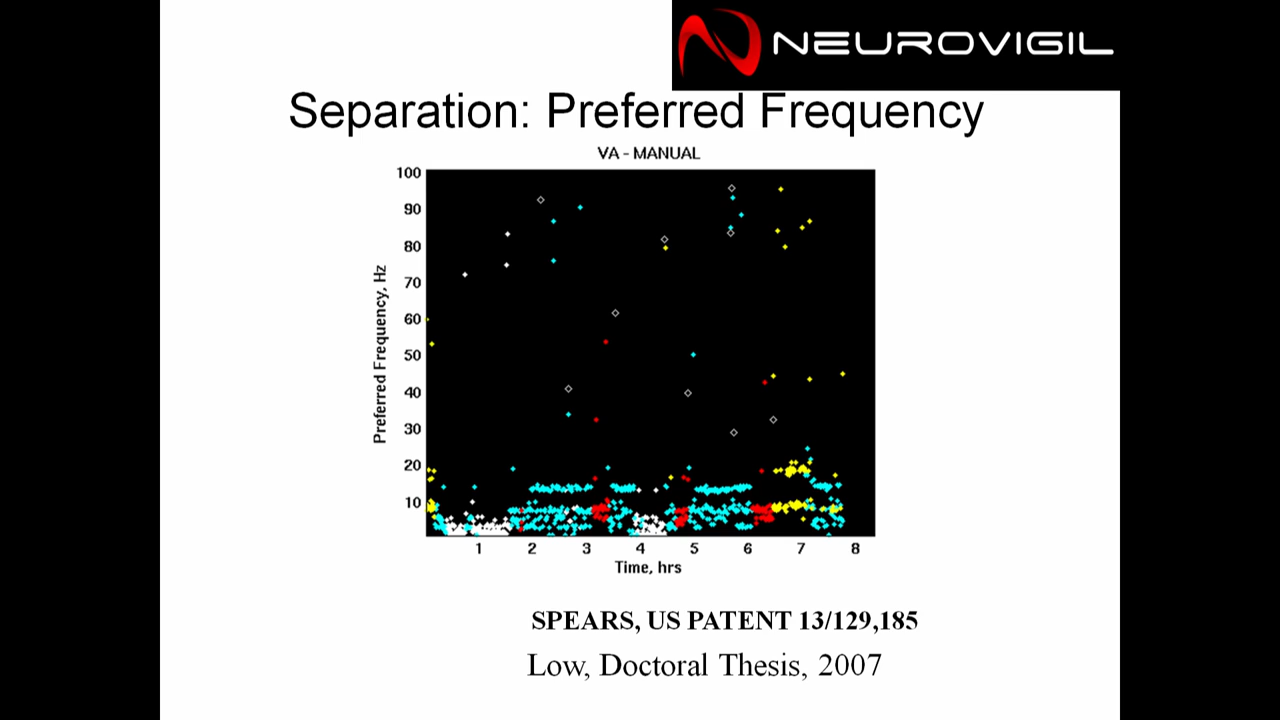 NEUROVIGIL
Separation: Preferred Frequency
VA - MANUAL
100
90
80
70
60
50
40
30
20
10
Preferred Frequency, Hz
1 2 3 4 5 6 7 8
Time, hrs
SPEARS, US PATENT 13/129,185
Low, Doctoral Thesis, 2007